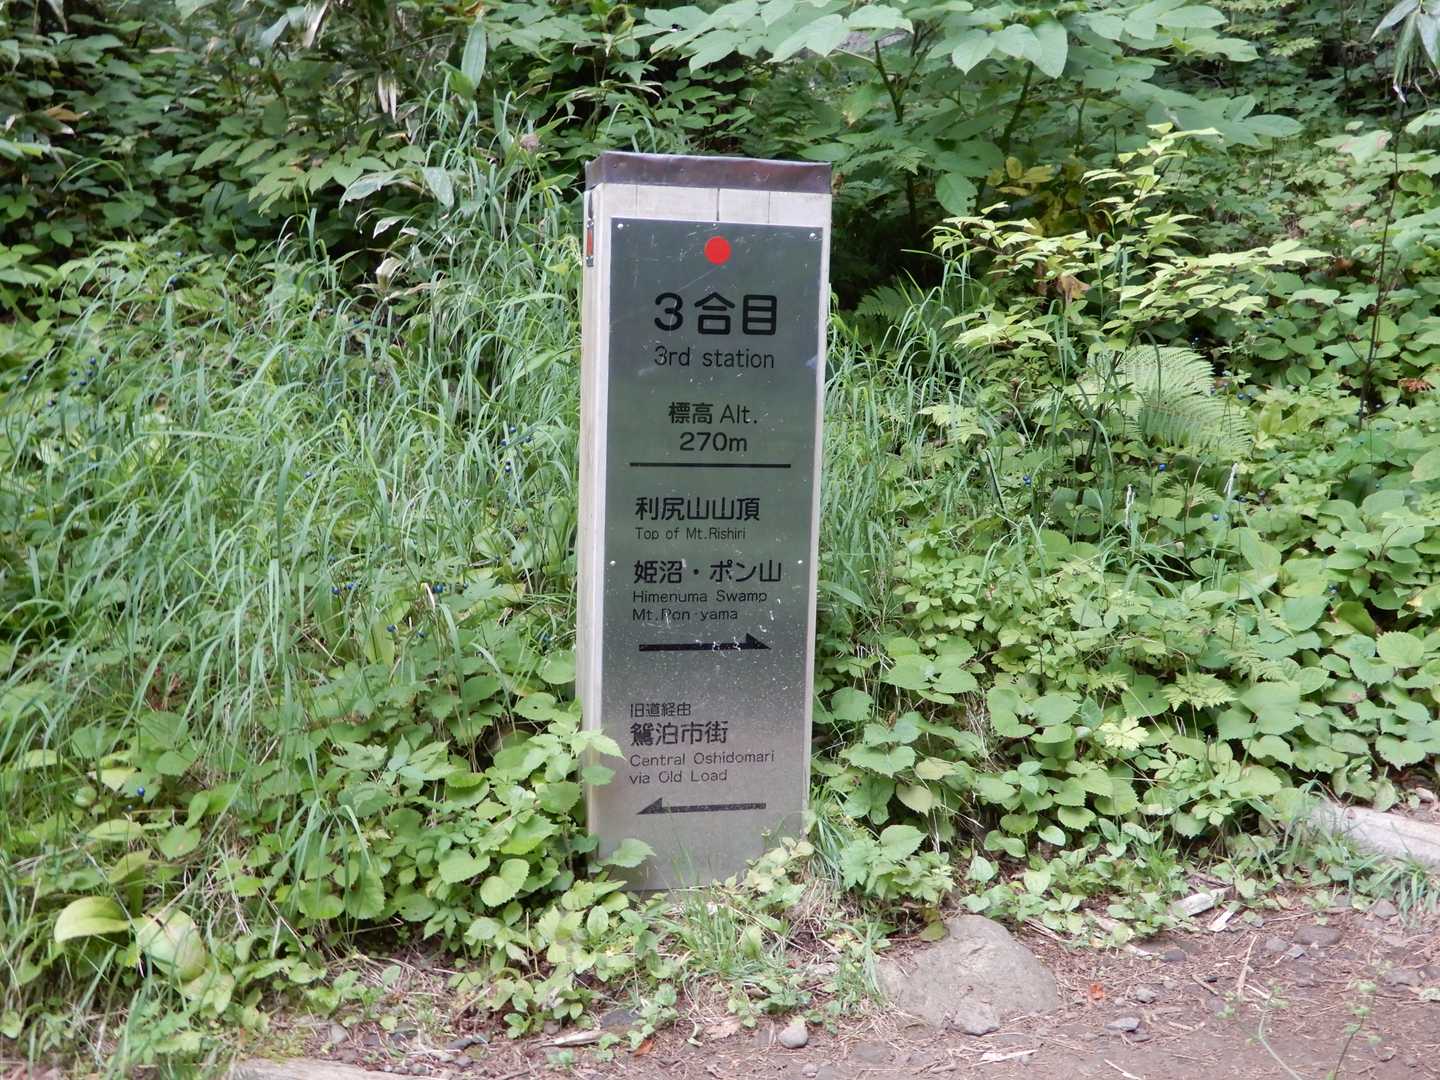 3合目
3rd station
標高 Alt.
270m
利尻山山頂
Top of Mt.Rishiri
姫沼・ポン山
Himenuma Swamp
Mt.Pon-yama
旧道経由
鴛泊市街
Central Oshidomari
via Old Load